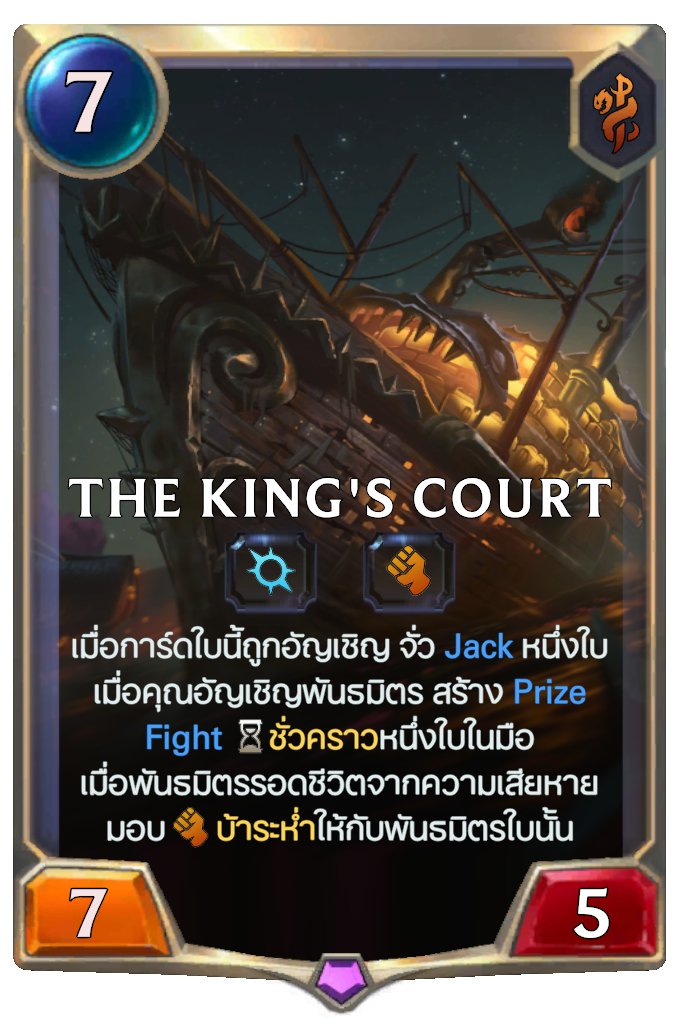 7
THE KING'S COURT
เมื่อการ์ดใบนี้ถูกอัญเชิญ จั่ว Jack หนึ่งใบ
เมื่อคุณอัญเชิญพันธมิตร สร้าง Prize
Fight ชั่วคราวหนึ่งใบในมือ
เมื่อพันธมิตรรอดชีวิตจากความเสียหาย
มอบ บ้าระห่ำให้กับพันธมิตรใบนั้น
7
5